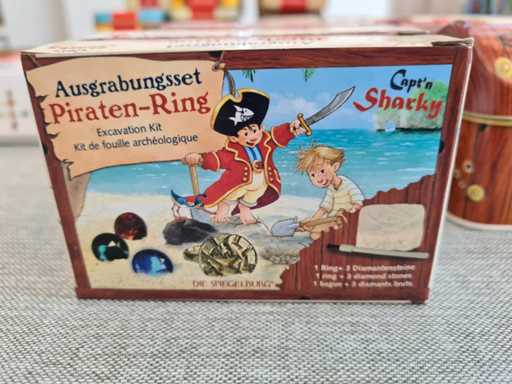 Ausgrabungsset
Ausgrabungsset
Piraten-Ring
Excavation Kit
Kit de fouille archéologique
Capt'n
Sharky
1 Ring + 3 Diamantensteine
1 ring + 3 diamond stones
1 bague + 3 diamants bruts
DIE SPIEGELBURG